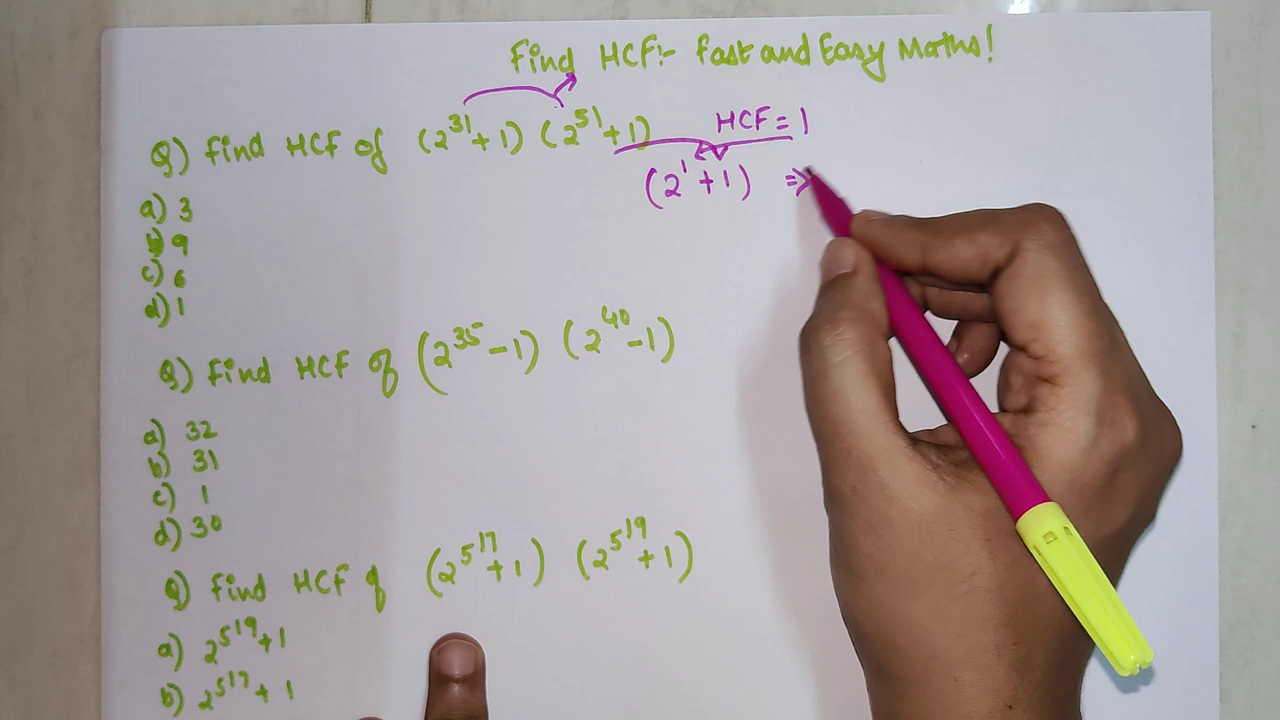 Find HCF:- Fast and Easy Maths!
Q) Find HCF of (2^31+1) (2^51+1)
HCF=1
(2^1+1) =>
a) 3
b) 9
c) 6
d) 1
Q) Find HCF of (2^35-1) (2^40-1)
a) 32
b) 31
c) 1
d) 30
Q) Find HCF of (2^5^17+1) (2^5^19+1)
a) 2^5^19+1
b) 2^5^17+1